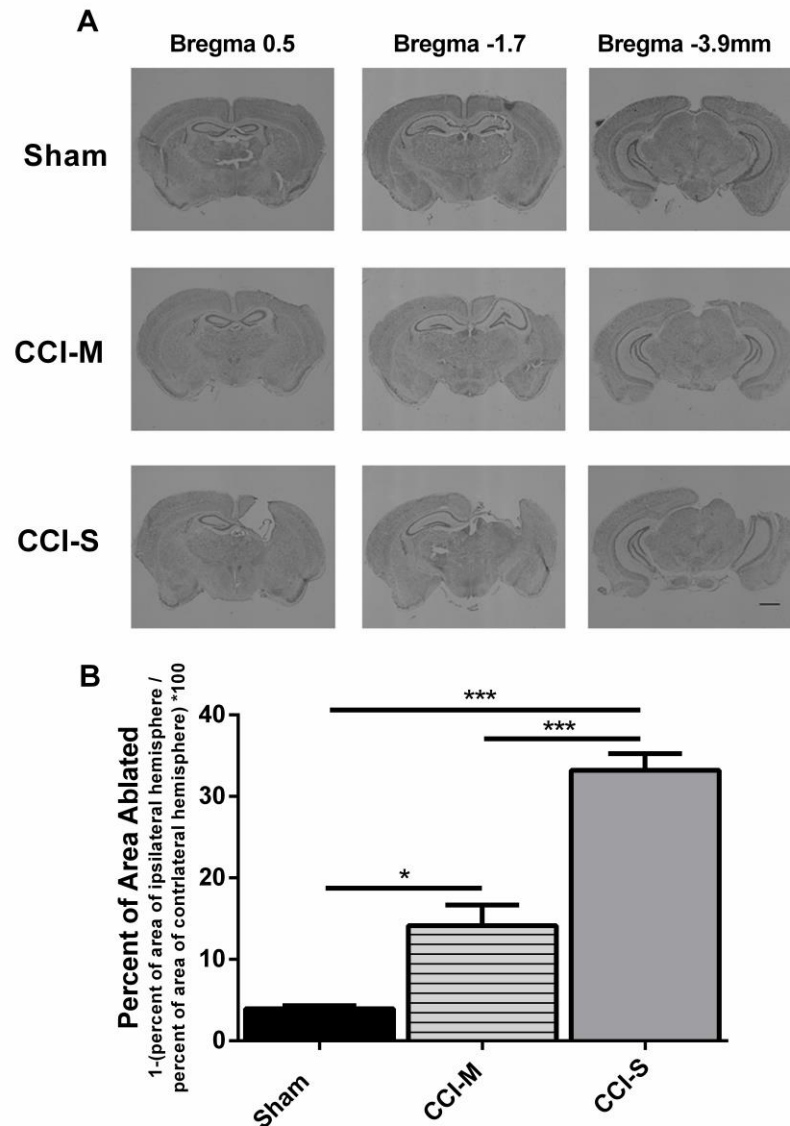 A
Bregma 0.5 Bregma -1.7 Bregma -3.9mm
Sham
CCI-M
CCI-S
B
Percent of Area Ablated
1-(percent of area of ipsilateral hemisphere /
percent of area of contrlateral hemisphere) *100
***
***
*
40
30
20
10
0
Sham
CCI-M
CCI-S